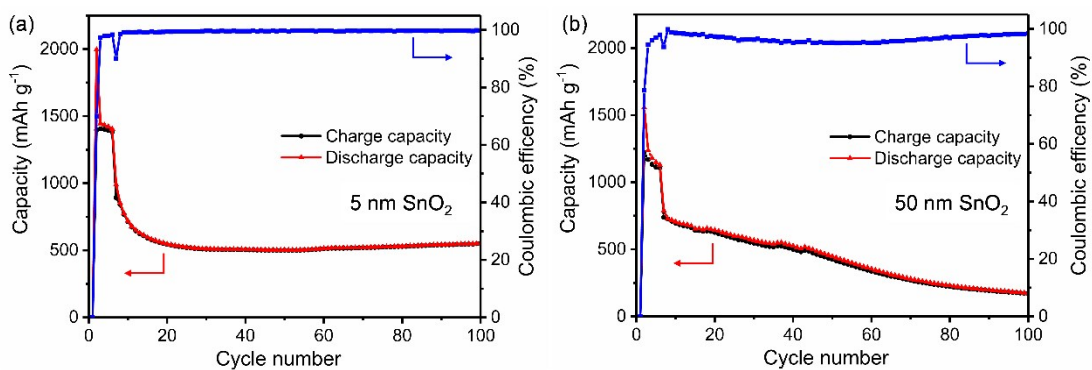 (a)
Capacity (mAh g⁻¹)
2000
1500
1000
500
0
Charge capacity
Discharge capacity
5 nm SnO₂
0
20
40
60
80
100
Cycle number
100
80
60
40
20
0
Coulombic efficency (%)
(b)
Capacity (mAh g⁻¹)
2000
1500
1000
500
0
Charge capacity
Discharge capacity
50 nm SnO₂
0
20
40
60
80
100
Cycle number
100
80
60
40
20
0
Coulombic efficency (%)